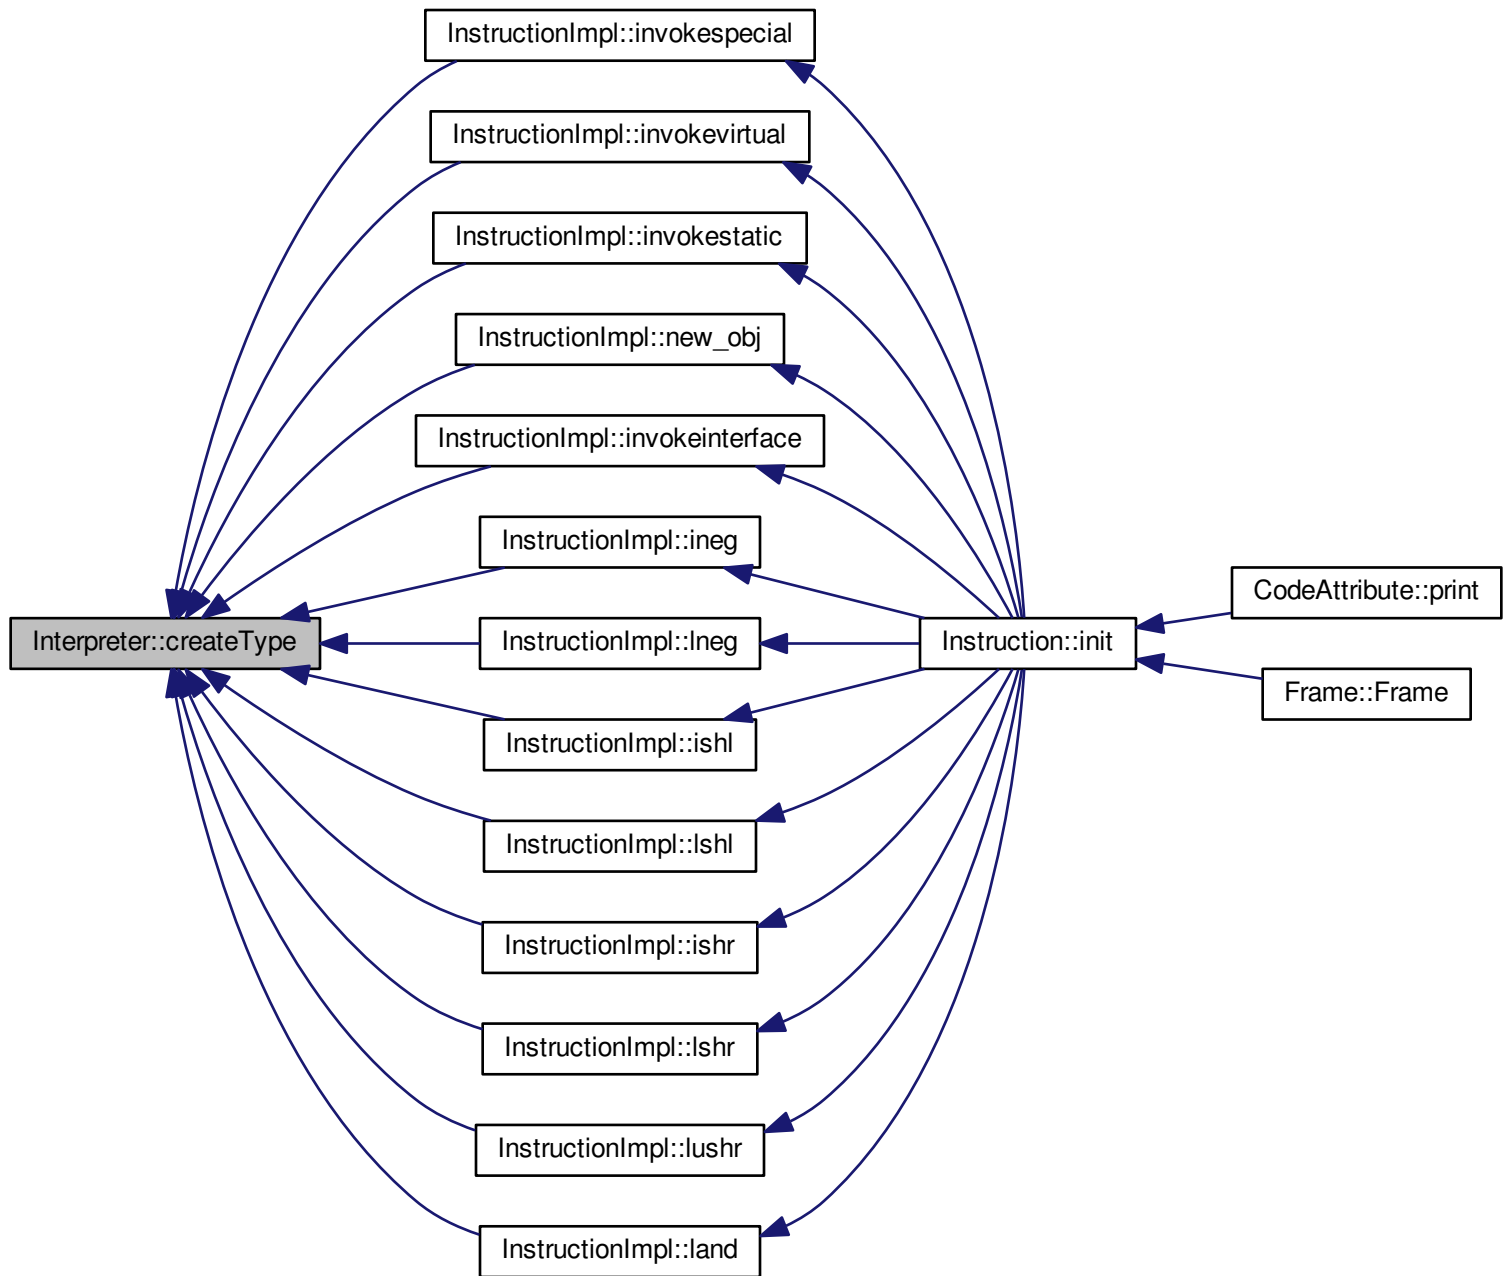 InstructionImpl::invokespecial
InstructionImpl::invokevirtual
InstructionImpl::invokestatic
InstructionImpl::new_obj
InstructionImpl::invokeinterface
InstructionImpl::ineg
Interpreter::createType
InstructionImpl::lneg
Instruction::init
CodeAttribute::print
Frame::Frame
InstructionImpl::ishl
InstructionImpl::lshl
InstructionImpl::ishr
InstructionImpl::lshr
InstructionImpl::lushr
InstructionImpl::land